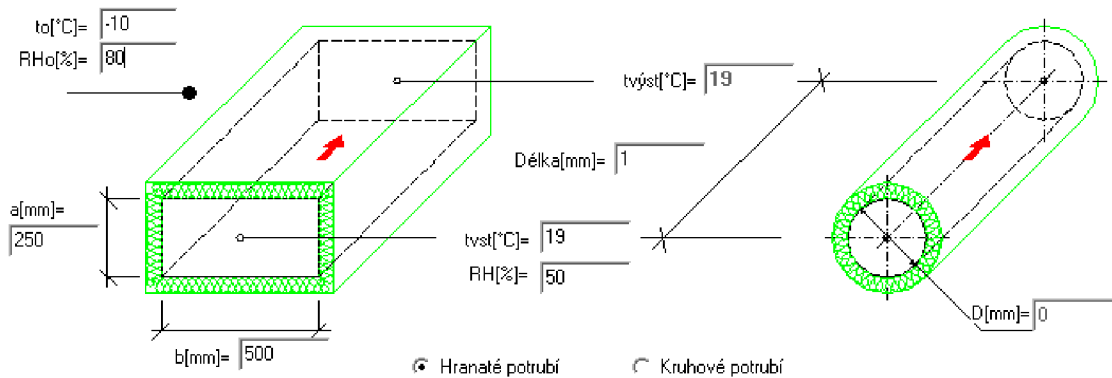 to[°C]= -10
RHo[%]= 80
tvýst[°C]= 19
Délka[mm]= 1
a[mm]=
250
tvst[°C]= 19
RH[%]= 50
D[mm]= 0
b[mm]= 500
Hranaté potrubí Kruhové potrubí